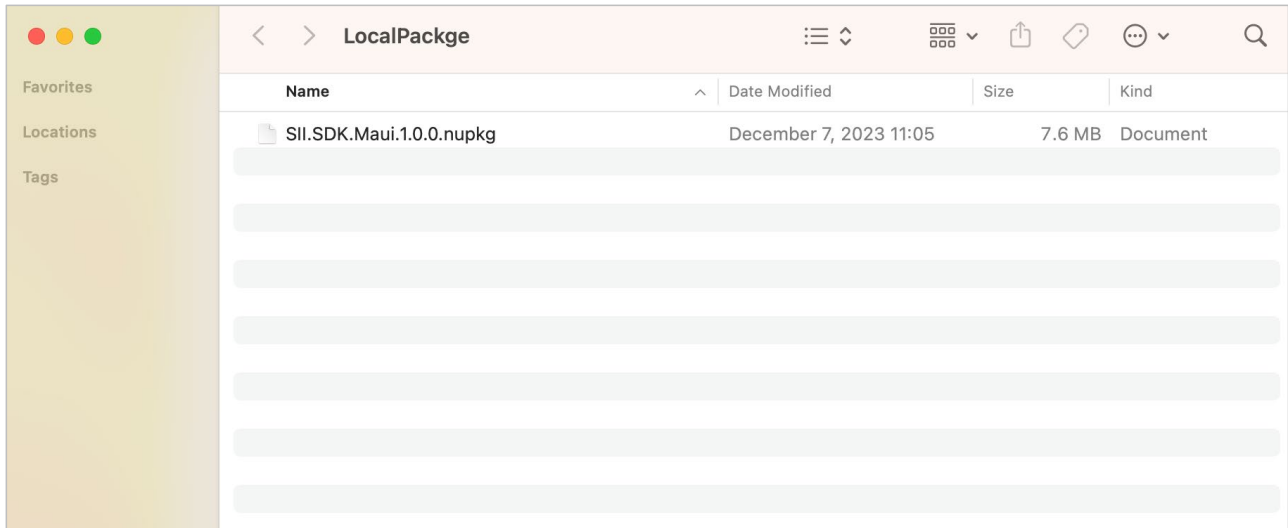 LocalPackge
Favorites
Locations
Tags
Name Date Modified Size Kind
SII.SDK.Maui.1.0.0.nupkg December 7, 2023 11:05 7.6 MB Document